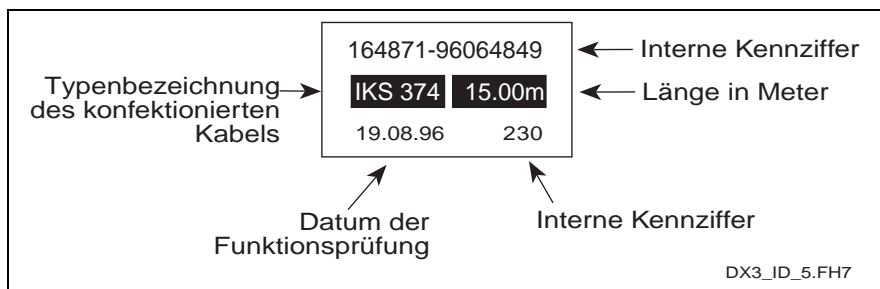 164871-96064849
Interne Kennziffer
Typenbezeichnung
des konfektionierten
Kabels
IKS 374 15.00m
Länge in Meter
19.08.96 230
Datum der
Funktionsprüfung
Interne Kennziffer
DX3_ID_5.FH7